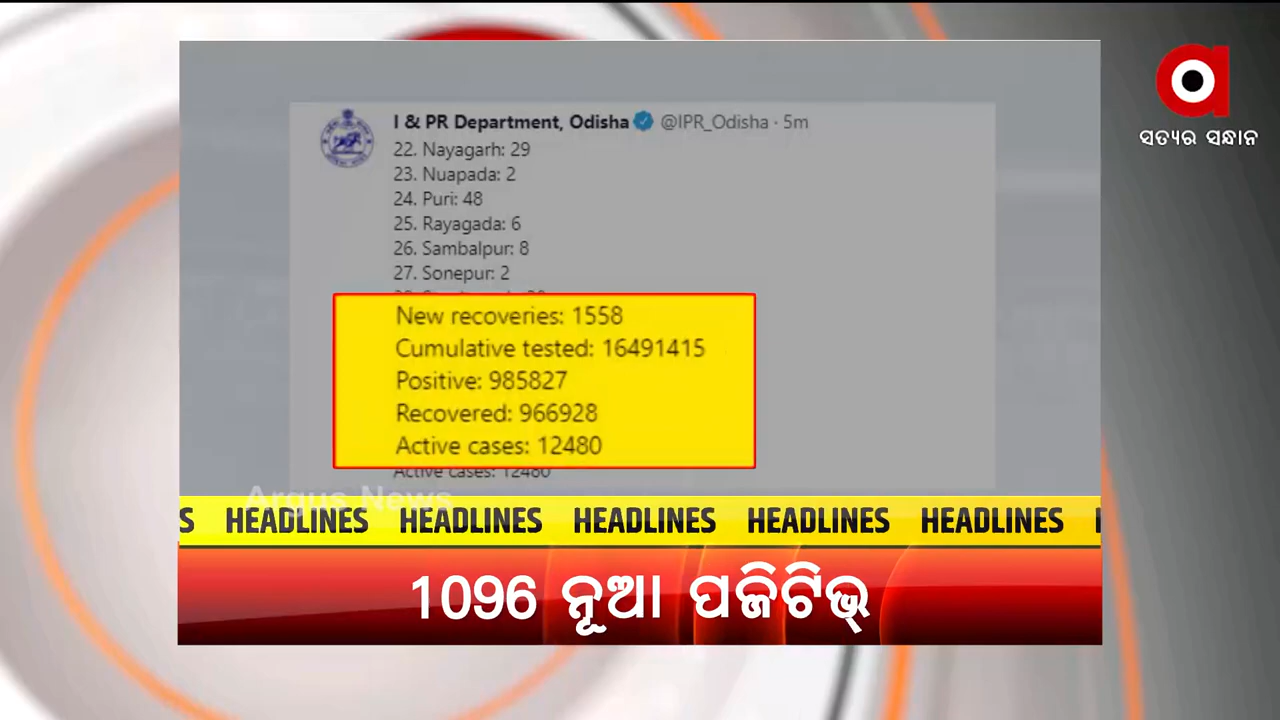 ସତ୍ୟର ସନ୍ଧାନ
I & PR Department, Odisha @IPR_Odisha · 5m
22. Nayagarh: 29
23. Nuapada: 2
24. Puri: 48
25. Rayagada: 6
26. Sambalpur: 8
27. Sonepur: 2
New recoveries: 1558
Cumulative tested: 16491415
Positive: 985827
Recovered: 966928
Active cases: 12480
Active cases: 12480
Argus News
HEADLINES HEADLINES HEADLINES HEADLINES HEADLINES
1096 ନୂଆ ପଜିଟିଭ୍